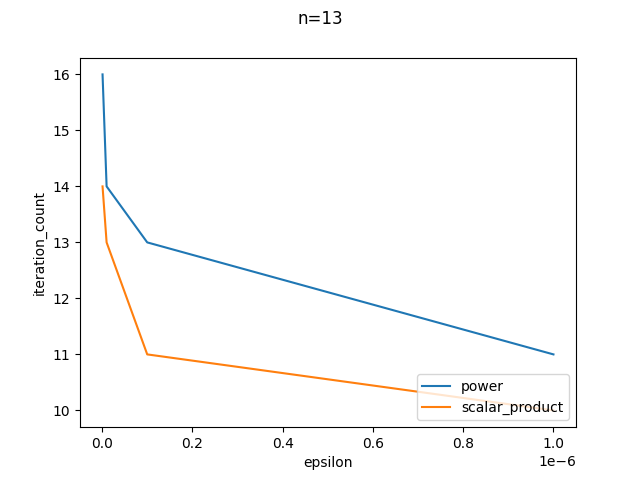 n=13
16
15
14
13
12
11
10
iteration_count
0.0 0.2 0.4 0.6 0.8 1.0
1e−6
epsilon
power
scalar_product